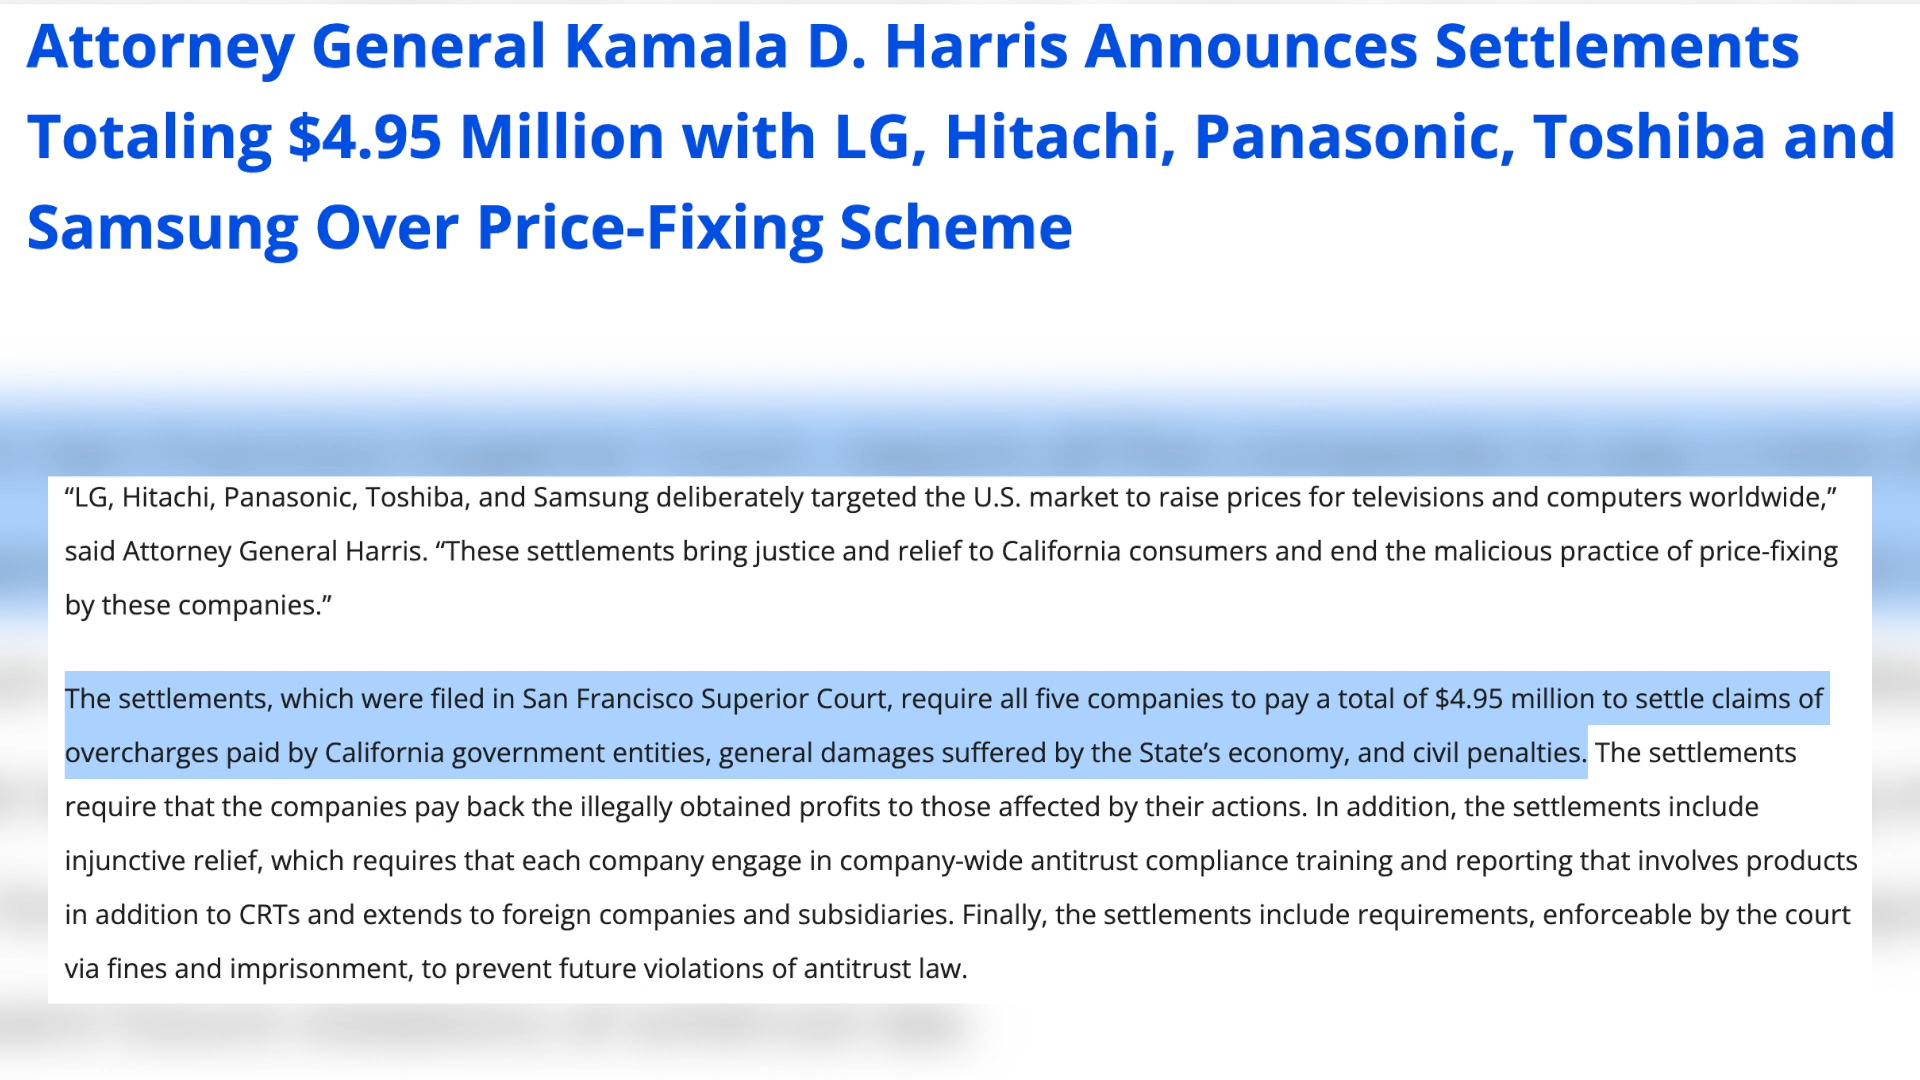 Attorney General Kamala D. Harris Announces Settlements
Totaling $4.95 Million with LG, Hitachi, Panasonic, Toshiba and
Samsung Over Price-Fixing Scheme
“LG, Hitachi, Panasonic, Toshiba, and Samsung deliberately targeted the U.S. market to raise prices for televisions and computers worldwide,”
said Attorney General Harris. “These settlements bring justice and relief to California consumers and end the malicious practice of price-fixing
by these companies.”
The settlements, which were filed in San Francisco Superior Court, require all five companies to pay a total of $4.95 million to settle claims of
overcharges paid by California government entities, general damages suffered by the State’s economy, and civil penalties. The settlements
require that the companies pay back the illegally obtained profits to those affected by their actions. In addition, the settlements include
injunctive relief, which requires that each company engage in company-wide antitrust compliance training and reporting that involves products
in addition to CRTs and extends to foreign companies and subsidiaries. Finally, the settlements include requirements, enforceable by the court
via fines and imprisonment, to prevent future violations of antitrust law.